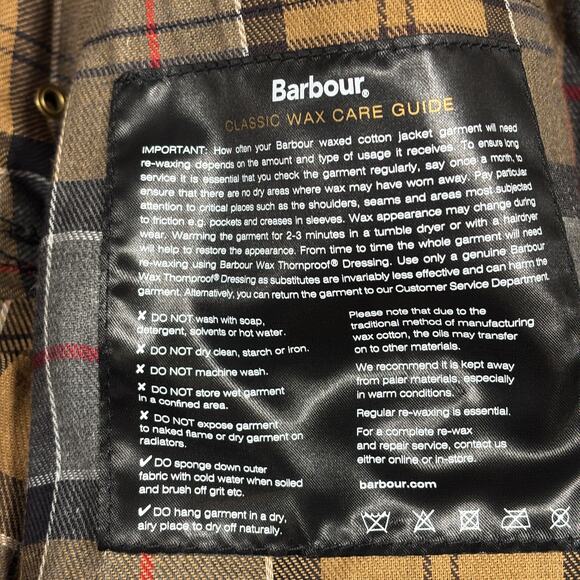 Barbour®
CLASSIC WAX CARE GUIDE
IMPORTANT: How often your Barbour waxed cotton jacket garment will need
re-waxing depends on the amount and type of usage it receives. To ensure long
service it is essential that you check the garment regularly, say once a month, to
ensure that there are no dry areas where wax may have worn away. Pay particular
attention to critical places such as the shoulders, seams and areas most subjected
to friction e.g. pockets and creases in sleeves. Wax appearance may change during
wear. Warming the garment for 2-3 minutes in a tumble dryer or with a hairdryer
will help to restore the appearance. From time to time the whole garment will need
re-waxing using Barbour Wax Thornproof® Dressing. Use only a genuine Barbour
Wax Thornproof® Dressing as substitutes are invariably less effective and can harm the
garment. Alternatively, you can return the garment to our Customer Service Department.
✗ DO NOT wash with soap,
detergent, solvents or hot water.
✗ DO NOT dry clean, starch or iron.
✗ DO NOT machine wash.
✗ DO NOT store wet garment
in a confined area.
✗ DO NOT expose garment
to naked flame or dry garment on
radiators.
✓ DO sponge down outer
fabric with cold water when soiled
and brush off grit etc.
✓ DO hang garment in a dry,
airy place to dry off naturally.
Please note that due to the
traditional method of manufacturing
wax cotton, the oils may transfer
on to other materials.
We recommend it is kept away
from paler materials, especially
in warm conditions.
Regular re-waxing is essential.
For a complete re-wax
and repair service, contact us
either online or in-store.
barbour.com